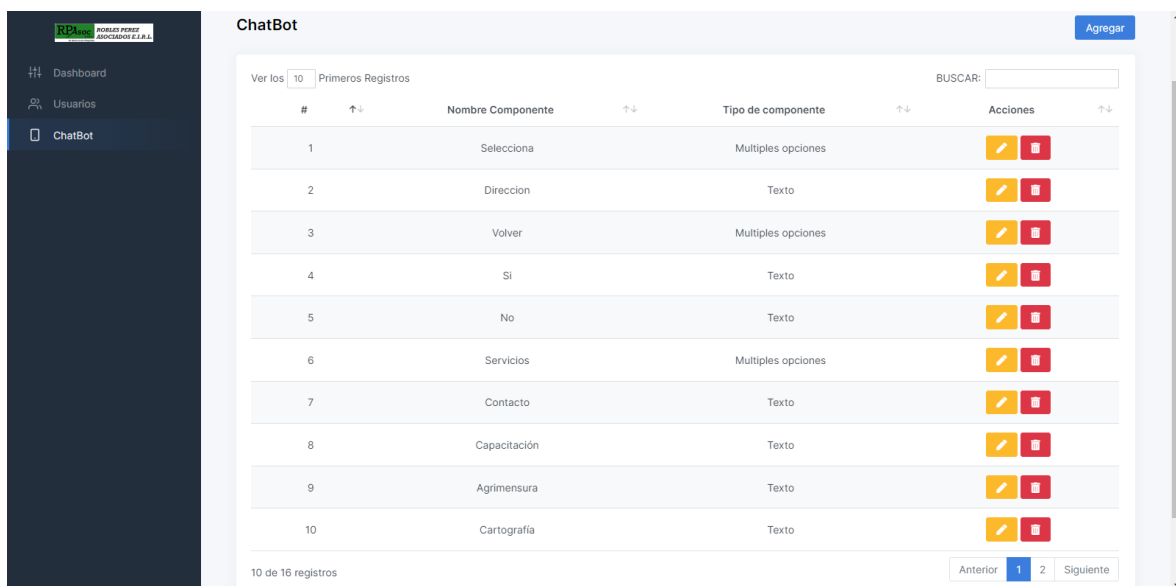 RPAsoc ROBLES PEREZ
ASOCIADOS E.I.R.L.
ChatBot
Agregar
Dashboard
Usuarios
ChatBot
Ver los 10 Primeros Registros
BUSCAR:
# Nombre Componente Tipo de componente Acciones
1 Selecciona Multiples opciones
2 Direccion Texto
3 Volver Multiples opciones
4 Si Texto
5 No Texto
6 Servicios Multiples opciones
7 Contacto Texto
8 Capacitación Texto
9 Agrimensura Texto
10 Cartografía Texto
10 de 16 registros
Anterior 1 2 Siguiente